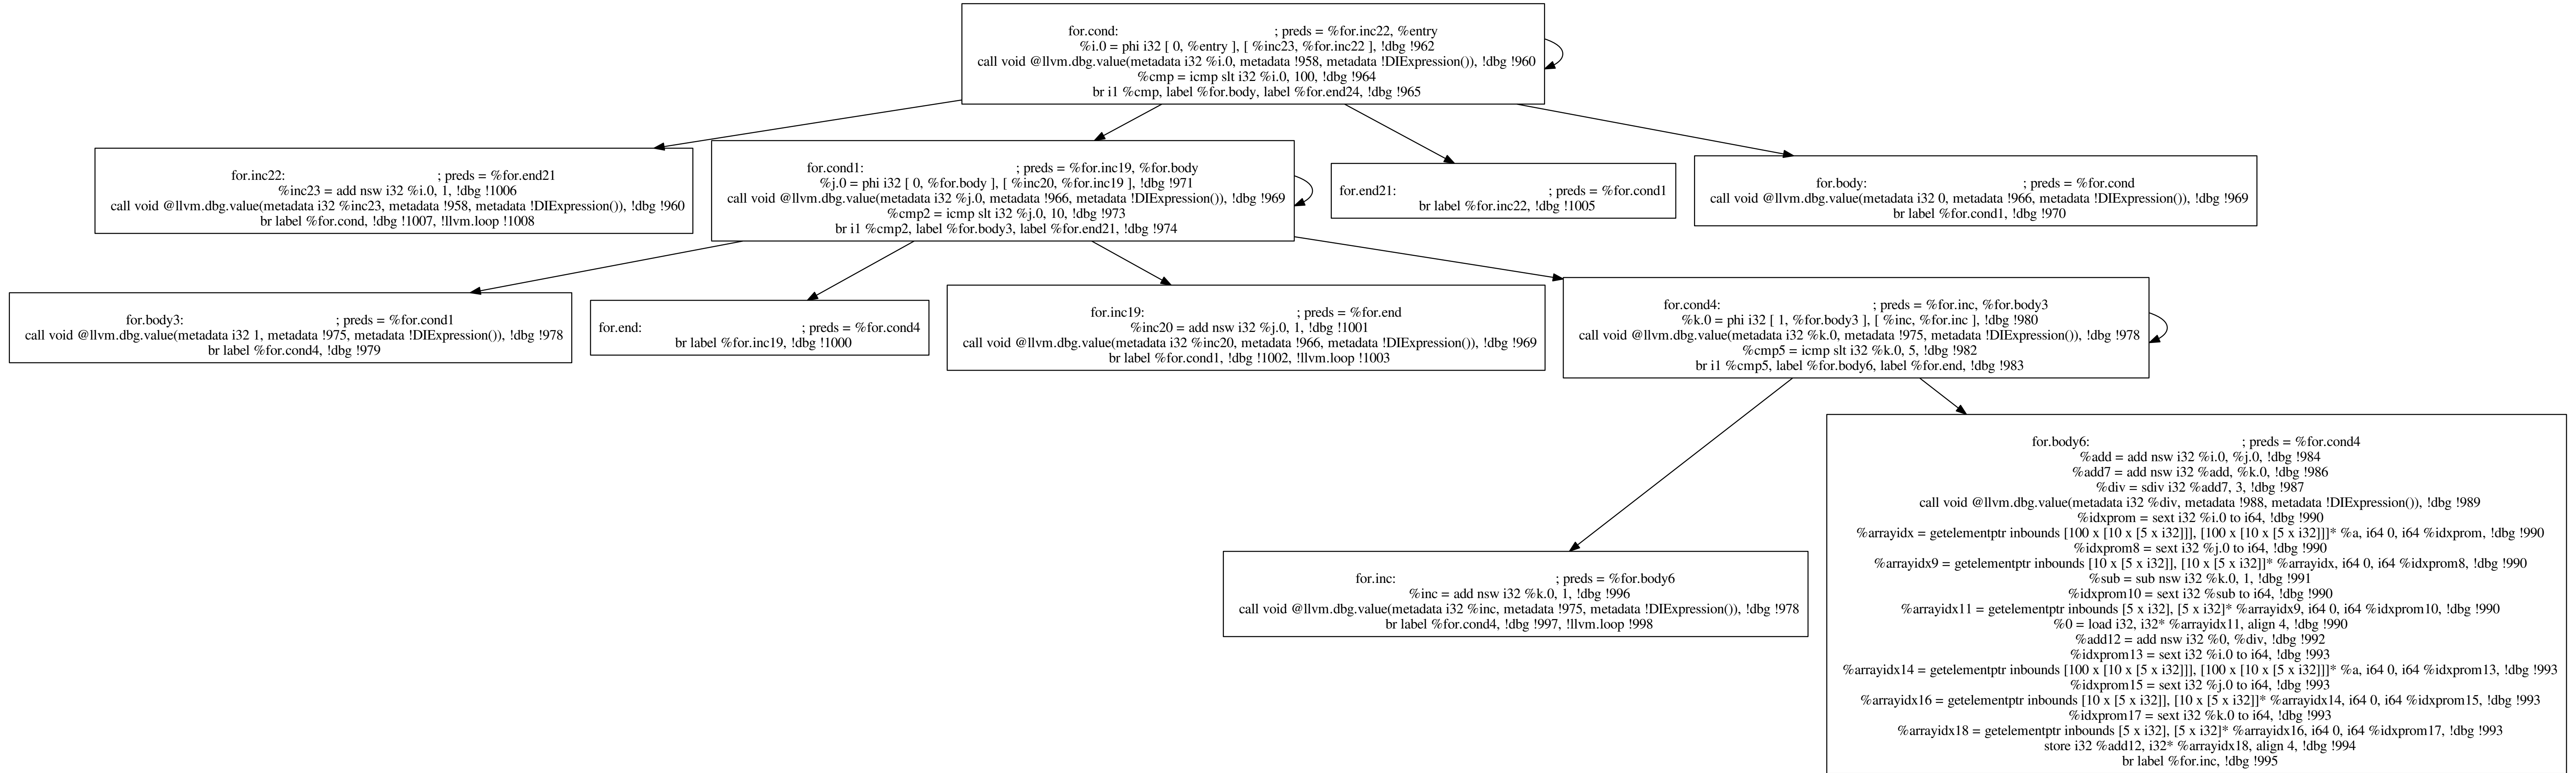 for.cond: ; preds = %for.inc22, %entry
%i.0 = phi i32 [ 0, %entry ], [ %inc23, %for.inc22 ], !dbg !962
call void @llvm.dbg.value(metadata i32 %i.0, metadata !958, metadata !DIExpression()), !dbg !960
%cmp = icmp slt i32 %i.0, 100, !dbg !964
br i1 %cmp, label %for.body, label %for.end24, !dbg !965
for.inc22: ; preds = %for.end21
%inc23 = add nsw i32 %i.0, 1, !dbg !1006
call void @llvm.dbg.value(metadata i32 %inc23, metadata !958, metadata !DIExpression()), !dbg !960
br label %for.cond, !dbg !1007, !llvm.loop !1008
for.cond1: ; preds = %for.inc19, %for.body
%j.0 = phi i32 [ 0, %for.body ], [ %inc20, %for.inc19 ], !dbg !971
call void @llvm.dbg.value(metadata i32 %j.0, metadata !966, metadata !DIExpression()), !dbg !969
%cmp2 = icmp slt i32 %j.0, 10, !dbg !973
br i1 %cmp2, label %for.body3, label %for.end21, !dbg !974
for.end21: ; preds = %for.cond1
br label %for.inc22, !dbg !1005
for.body: ; preds = %for.cond
call void @llvm.dbg.value(metadata i32 0, metadata !966, metadata !DIExpression()), !dbg !969
br label %for.cond1, !dbg !970
for.body3: ; preds = %for.cond1
call void @llvm.dbg.value(metadata i32 1, metadata !975, metadata !DIExpression()), !dbg !978
br label %for.cond4, !dbg !979
for.end: ; preds = %for.cond4
br label %for.inc19, !dbg !1000
for.inc19: ; preds = %for.end
%inc20 = add nsw i32 %j.0, 1, !dbg !1001
call void @llvm.dbg.value(metadata i32 %inc20, metadata !966, metadata !DIExpression()), !dbg !969
br label %for.cond1, !dbg !1002, !llvm.loop !1003
for.cond4: ; preds = %for.inc, %for.body3
%k.0 = phi i32 [ 1, %for.body3 ], [ %inc, %for.inc ], !dbg !980
call void @llvm.dbg.value(metadata i32 %k.0, metadata !975, metadata !DIExpression()), !dbg !978
%cmp5 = icmp slt i32 %k.0, 5, !dbg !982
br i1 %cmp5, label %for.body6, label %for.end, !dbg !983
for.inc: ; preds = %for.body6
%inc = add nsw i32 %k.0, 1, !dbg !996
call void @llvm.dbg.value(metadata i32 %inc, metadata !975, metadata !DIExpression()), !dbg !978
br label %for.cond4, !dbg !997, !llvm.loop !998
for.body6: ; preds = %for.cond4
%add = add nsw i32 %i.0, %j.0, !dbg !984
%add7 = add nsw i32 %add, %k.0, !dbg !986
%div = sdiv i32 %add7, 3, !dbg !987
call void @llvm.dbg.value(metadata i32 %div, metadata !988, metadata !DIExpression()), !dbg !989
%idxprom = sext i32 %i.0 to i64, !dbg !990
%arrayidx = getelementptr inbounds [100 x [10 x [5 x i32]]], [100 x [10 x [5 x i32]]]* %a, i64 0, i64 %idxprom, !dbg !990
%idxprom8 = sext i32 %j.0 to i64, !dbg !990
%arrayidx9 = getelementptr inbounds [10 x [5 x i32]], [10 x [5 x i32]]* %arrayidx, i64 0, i64 %idxprom8, !dbg !990
%sub = sub nsw i32 %k.0, 1, !dbg !991
%idxprom10 = sext i32 %sub to i64, !dbg !990
%arrayidx11 = getelementptr inbounds [5 x i32], [5 x i32]* %arrayidx9, i64 0, i64 %idxprom10, !dbg !990
%0 = load i32, i32* %arrayidx11, align 4, !dbg !990
%add12 = add nsw i32 %0, %div, !dbg !992
%idxprom13 = sext i32 %i.0 to i64, !dbg !993
%arrayidx14 = getelementptr inbounds [100 x [10 x [5 x i32]]], [100 x [10 x [5 x i32]]]* %a, i64 0, i64 %idxprom13, !dbg !993
%idxprom15 = sext i32 %j.0 to i64, !dbg !993
%arrayidx16 = getelementptr inbounds [10 x [5 x i32]], [10 x [5 x i32]]* %arrayidx14, i64 0, i64 %idxprom15, !dbg !993
%idxprom17 = sext i32 %k.0 to i64, !dbg !993
%arrayidx18 = getelementptr inbounds [5 x i32], [5 x i32]* %arrayidx16, i64 0, i64 %idxprom17, !dbg !993
store i32 %add12, i32* %arrayidx18, align 4, !dbg !994
br label %for.inc, !dbg !995